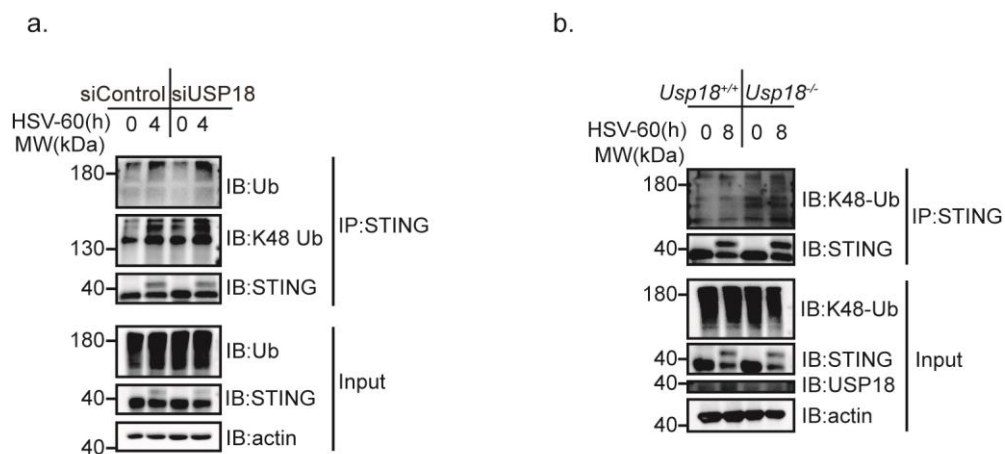 a.
siControl siUSP18
HSV-60(h) 0 4 0 4
MW(kDa)
180
IB:Ub
IB:K48 Ub
130
40
IB:STING
IP:STING
180
IB:Ub
40
IB:STING
40
IB:actin
Input
b.
Usp18+/+ Usp18-/-
HSV-60(h) 0 8 0 8
MW(kDa)
180
IB:K48-Ub
40
IB:STING
IP:STING
180
IB:K48-Ub
40
IB:STING
40
IB:USP18
40
IB:actin
Input